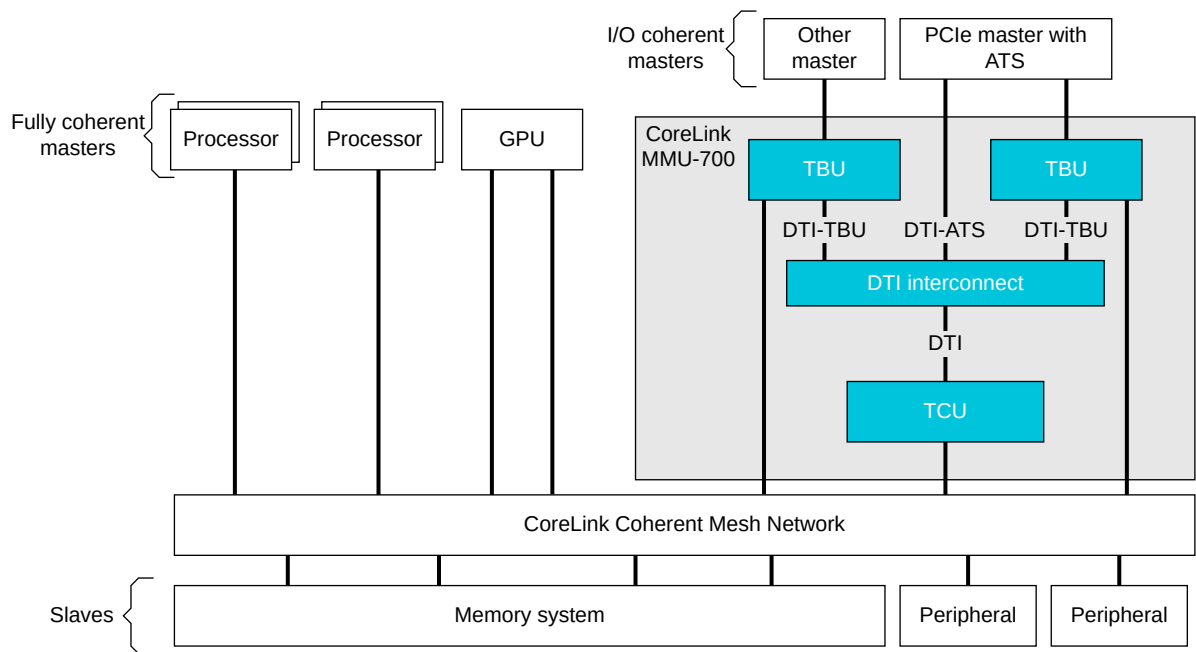 I/O coherent
masters
Other
master
PCIe master with
ATS
Fully coherent
masters
Processor
Processor
GPU
CoreLink
MMU-700
TBU
TBU
DTI-TBU
DTI-ATS
DTI-TBU
DTI interconnect
DTI
TCU
CoreLink Coherent Mesh Network
Slaves
Memory system
Peripheral
Peripheral